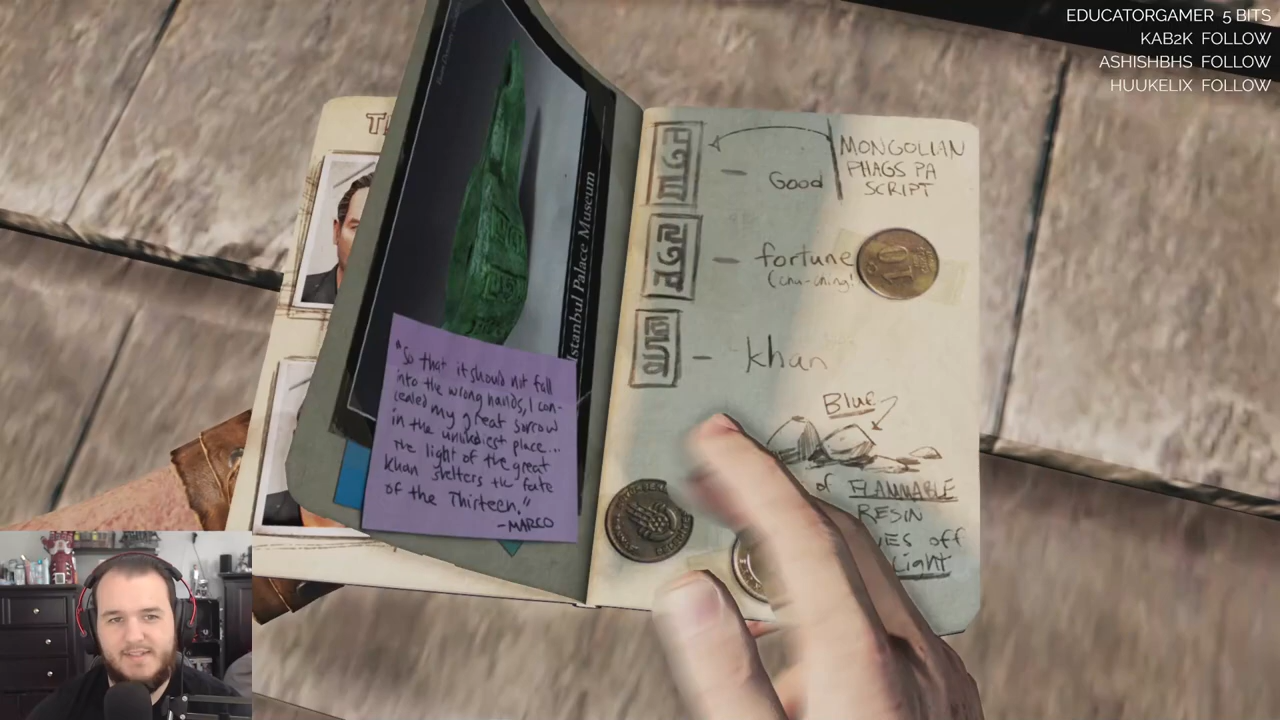 EDUCATORGAMER 5 BITS
KAB2K FOLLOW
ASHISHBHS FOLLOW
HUUKELIX FOLLOW
Istanbul Palace Museum
"So that it should not fall
into the wrong hands, I con-
cealed my great sorrow
in the unlikliest place...
the light of the great
Khan shelters the fate
of the Thirteen."
-MARCO
MONGOLIAN
PHAGS PA
SCRIPT
- Good
- fortune
(cha-ching!
- khan
10
Blue
of FLAMMABLE
RESIN
off
Light